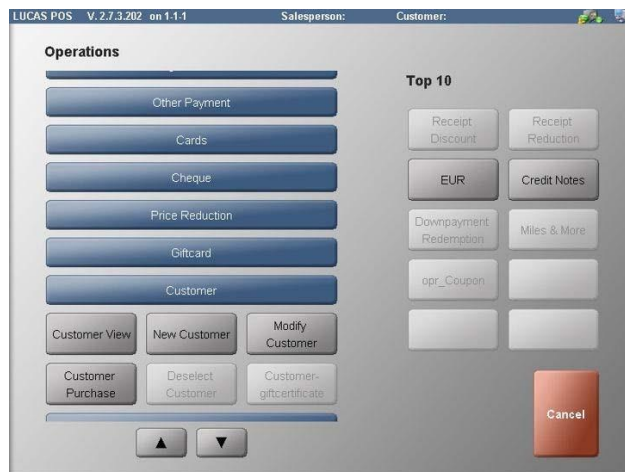 LUCAS POS V. 2.7.3.202 on 1-1-1 Salesperson: Customer:
Operations
Other Payment
Cards
Cheque
Price Reduction
Giftcard
Customer
Customer View
New Customer
Modify
Customer
Customer
Purchase
Deselect
Customer
Customer-
giftcertificate
Top 10
Receipt
Discount
Receipt
Reduction
EUR
Credit Notes
Downpayment
Redemption
Miles & More
opr_Coupon
Cancel